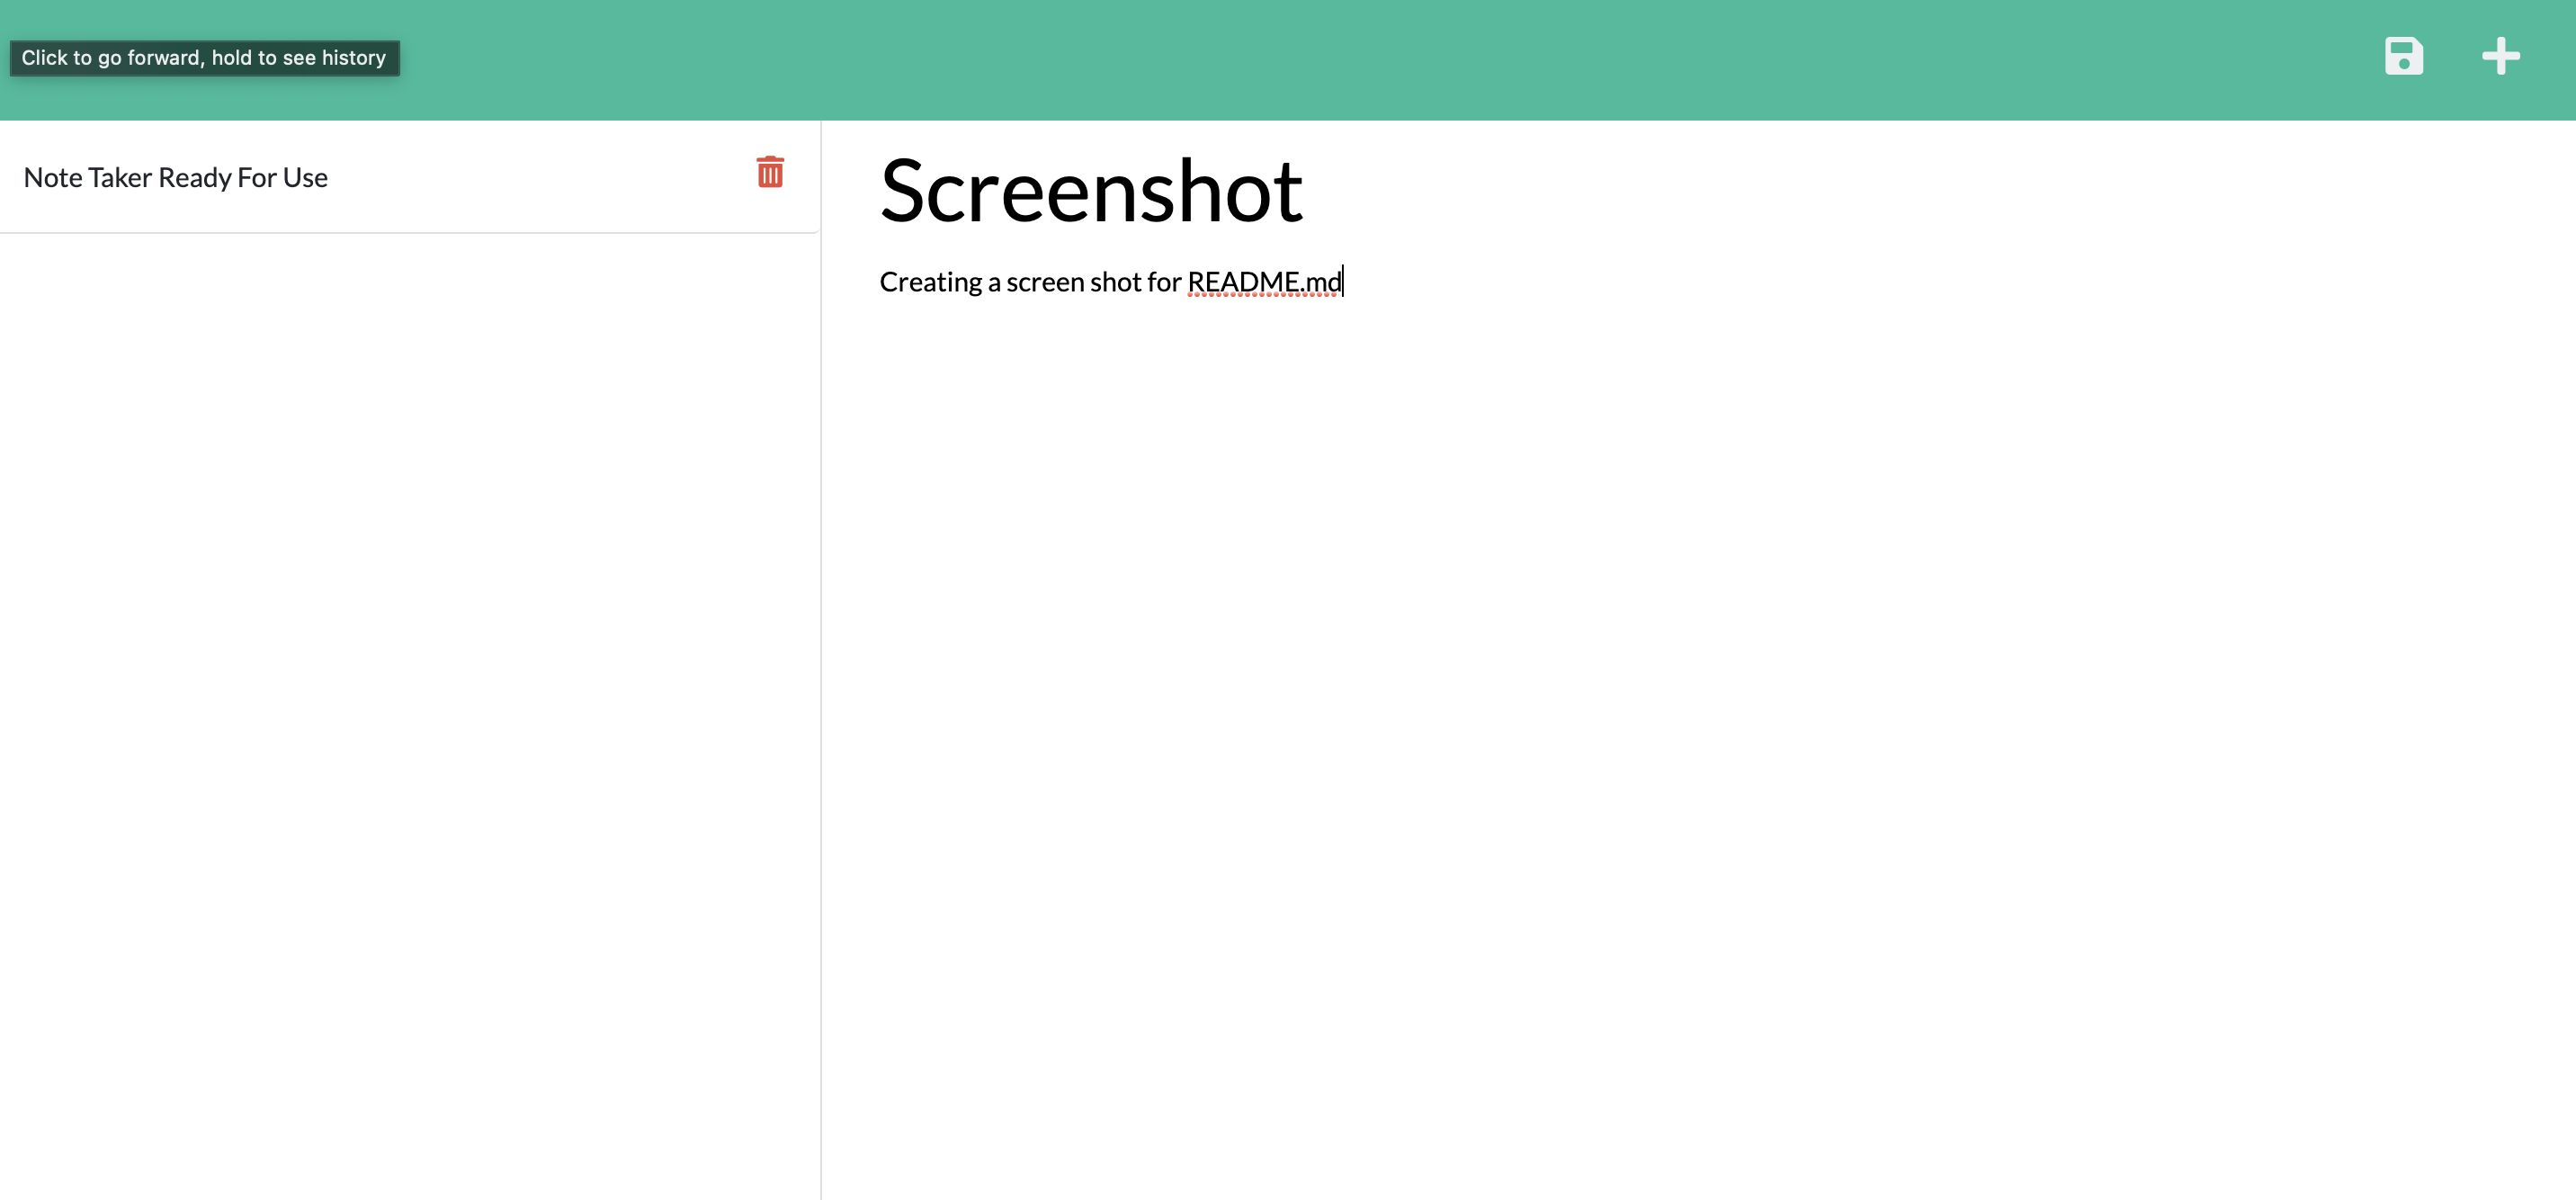 Click to go forward, hold to see history
Note Taker Ready For Use
Screenshot
Creating a screen shot for README.md